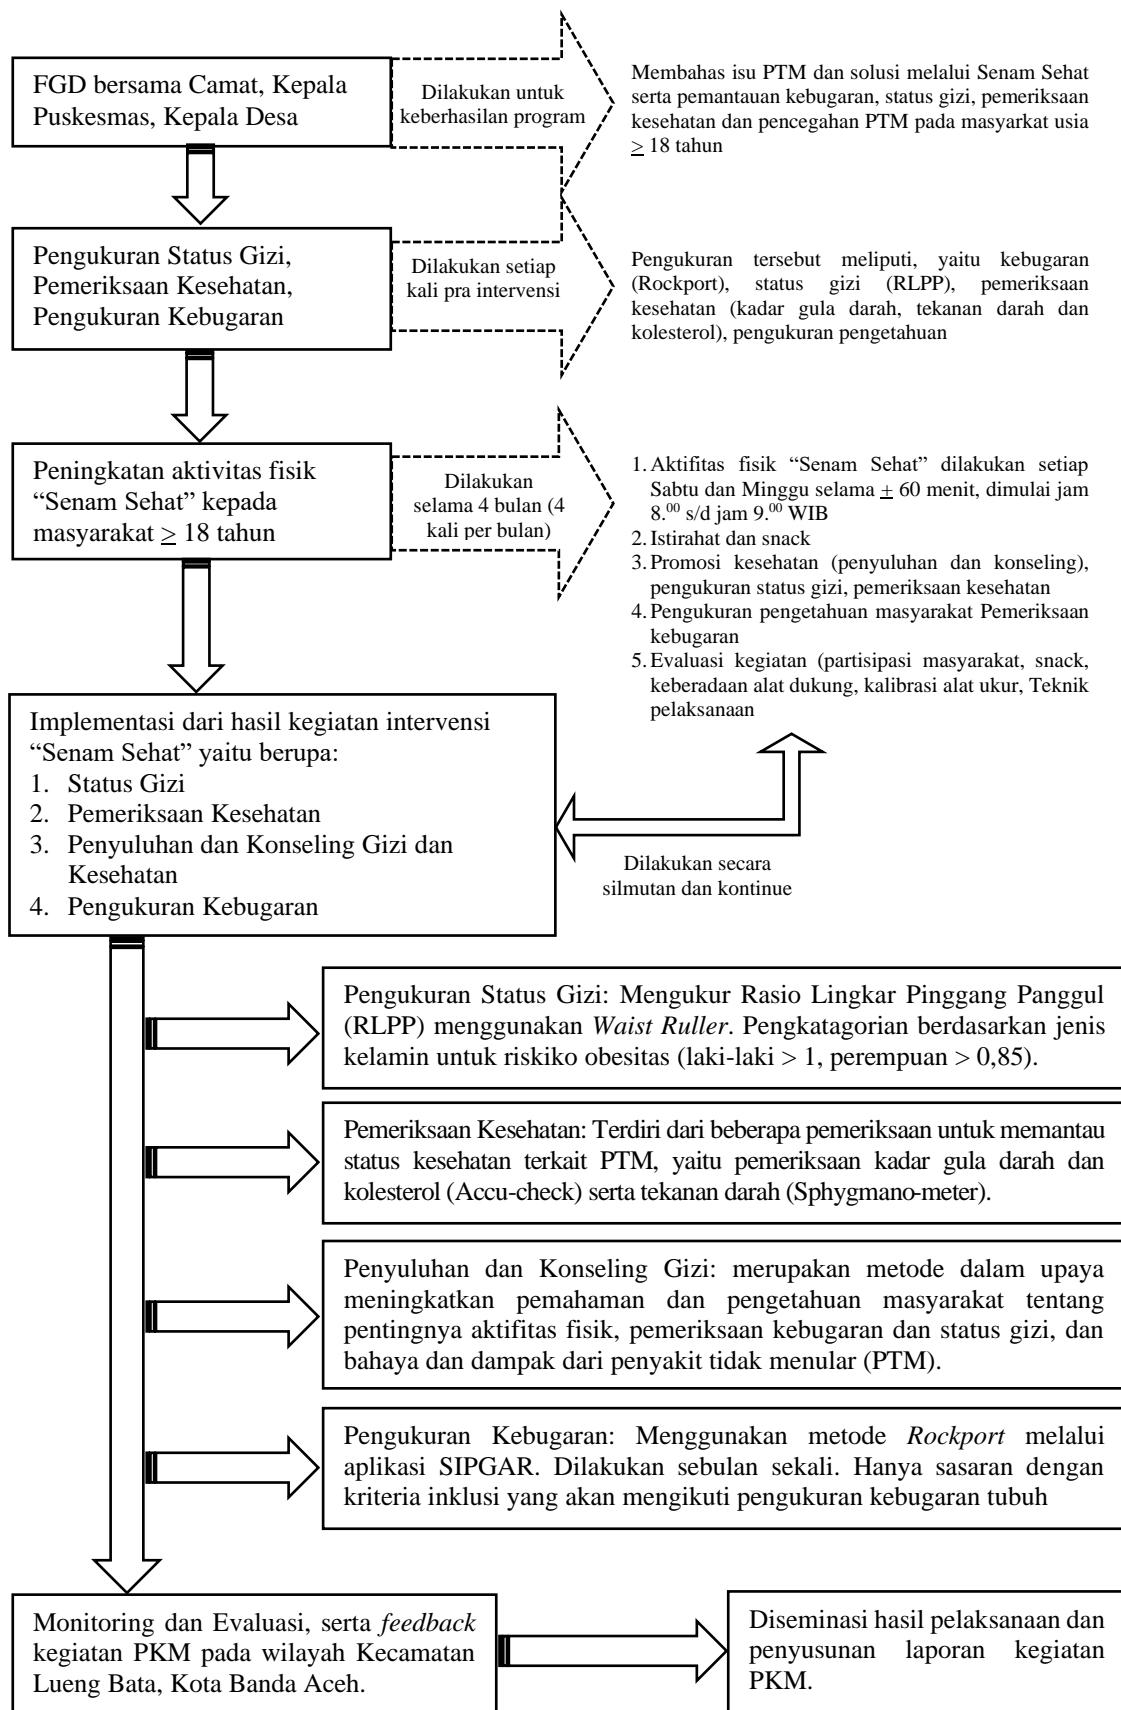 FGD bersama Camat, Kepala
Puskesmas, Kepala Desa
Dilakukan untuk
keberhasilan program
Membahas isu PTM dan solusi melalui Senam Sehat
serta pemantauan kebugaran, status gizi, pemeriksaan
kesehatan dan pencegahan PTM pada masyarkat usia
≥ 18 tahun
Pengukuran Status Gizi,
Pemeriksaan Kesehatan,
Pengukuran Kebugaran
Dilakukan setiap
kali pra intervensi
Pengukuran tersebut meliputi, yaitu kebugaran
(Rockport), status gizi (RLPP), pemeriksaan
kesehatan (kadar gula darah, tekanan darah dan
kolesterol), pengukuran pengetahuan
Peningkatan aktivitas fisik
“Senam Sehat” kepada
masyarakat ≥ 18 tahun
Dilakukan
selama 4 bulan (4
kali per bulan)
1. Aktifitas fisik “Senam Sehat” dilakukan setiap
Sabtu dan Minggu selama ± 60 menit, dimulai jam
8.⁰⁰ s/d jam 9.⁰⁰ WIB
2. Istirahat dan snack
3. Promosi kesehatan (penyuluhan dan konseling),
pengukuran status gizi, pemeriksaan kesehatan
4. Pengukuran pengetahuan masyarakat Pemeriksaan
kebugaran
5. Evaluasi kegiatan (partisipasi masyarakat, snack,
keberadaan alat dukung, kalibrasi alat ukur, Teknik
pelaksanaan
Implementasi dari hasil kegiatan intervensi
“Senam Sehat” yaitu berupa:
1. Status Gizi
2. Pemeriksaan Kesehatan
3. Penyuluhan dan Konseling Gizi dan
Kesehatan
4. Pengukuran Kebugaran
Dilakukan secara
silmutan dan kontinue
Pengukuran Status Gizi: Mengukur Rasio Lingkar Pinggang Panggul
(RLPP) menggunakan Waist Ruller. Pengkatagorian berdasarkan jenis
kelamin untuk riskiko obesitas (laki-laki > 1, perempuan > 0,85).
Pemeriksaan Kesehatan: Terdiri dari beberapa pemeriksaan untuk memantau
status kesehatan terkait PTM, yaitu pemeriksaan kadar gula darah dan
kolesterol (Accu-check) serta tekanan darah (Sphygmano-meter).
Penyuluhan dan Konseling Gizi: merupakan metode dalam upaya
meningkatkan pemahaman dan pengetahuan masyarakat tentang
pentingnya aktifitas fisik, pemeriksaan kebugaran dan status gizi, dan
bahaya dan dampak dari penyakit tidak menular (PTM).
Pengukuran Kebugaran: Menggunakan metode Rockport melalui
aplikasi SIPGAR. Dilakukan sebulan sekali. Hanya sasaran dengan
kriteria inklusi yang akan mengikuti pengukuran kebugaran tubuh
Monitoring dan Evaluasi, serta feedback
kegiatan PKM pada wilayah Kecamatan
Lueng Bata, Kota Banda Aceh.
Diseminasi hasil pelaksanaan dan
penyusunan laporan kegiatan
PKM.